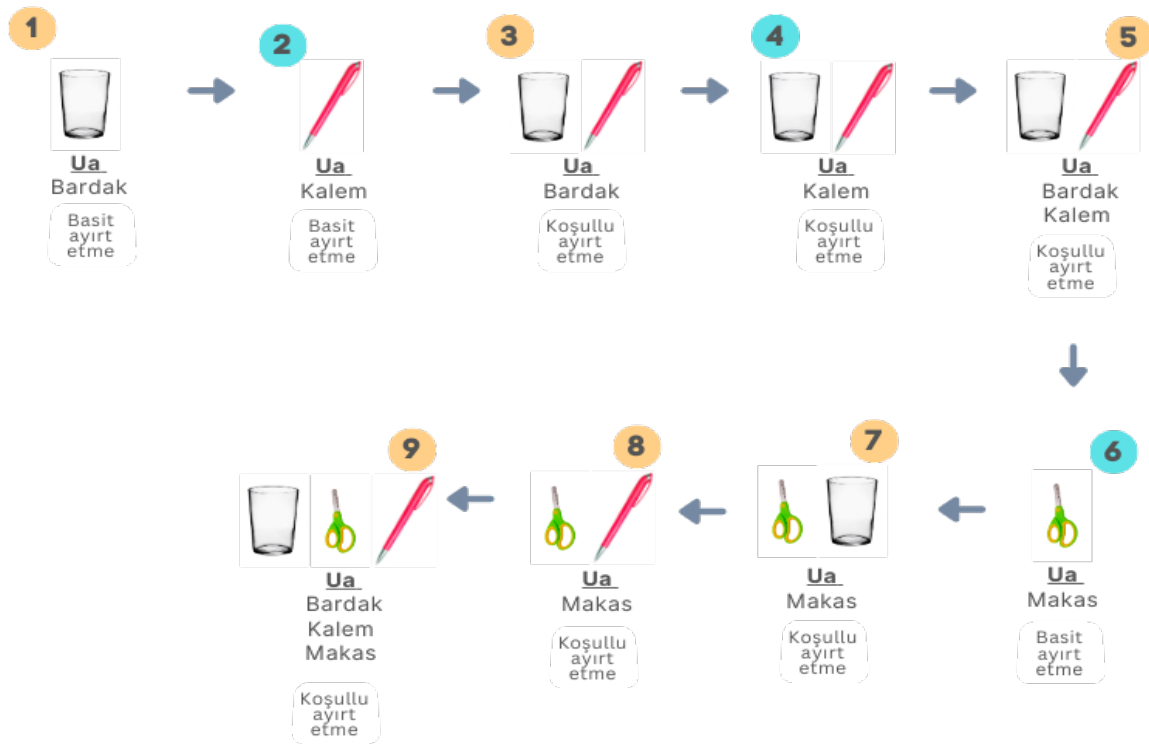 1
Ua
Bardak
Basit
ayırt
etme
2
Ua
Kalem
Basit
ayırt
etme
3
Ua
Bardak
Koşullu
ayırt
etme
4
Ua
Kalem
Koşullu
ayırt
etme
5
Ua
Bardak
Kalem
Koşullu
ayırt
etme
6
Ua
Makas
Basit
ayırt
etme
7
Ua
Makas
Koşullu
ayırt
etme
8
Ua
Makas
Koşullu
ayırt
etme
9
Ua
Bardak
Kalem
Makas
Koşullu
ayırt
etme